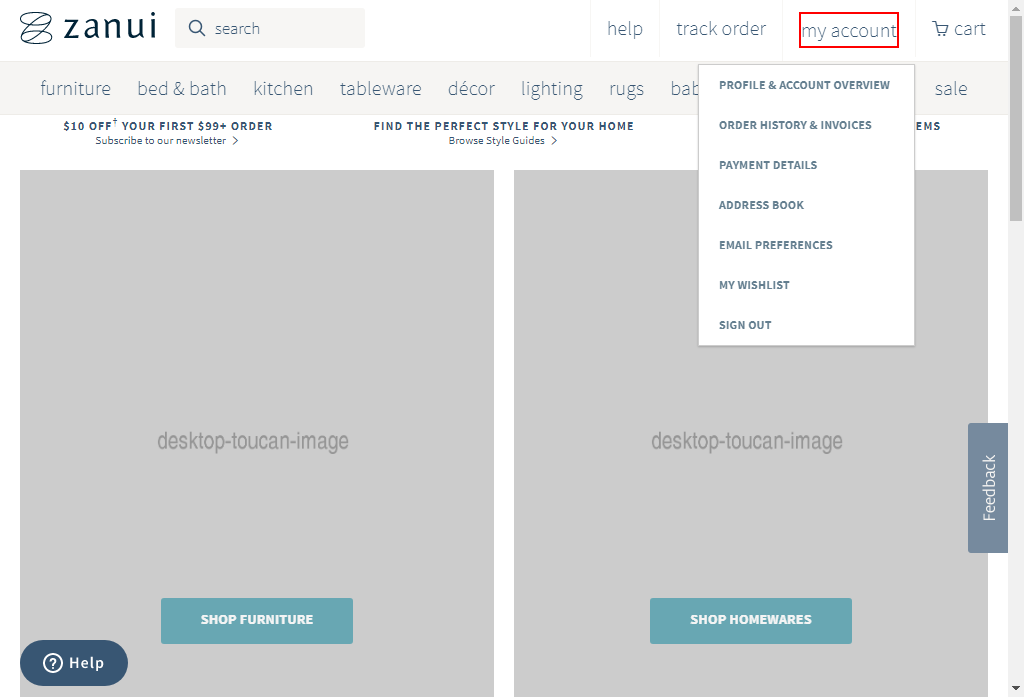 zanui
search
help
track order
my account
cart
furniture
bed & bath
kitchen
tableware
décor
lighting
rugs
bab
sale
$10 OFF† YOUR FIRST $99+ ORDER
Subscribe to our newsletter
FIND THE PERFECT STYLE FOR YOUR HOME
Browse Style Guides
EMS
PROFILE & ACCOUNT OVERVIEW
ORDER HISTORY & INVOICES
PAYMENT DETAILS
ADDRESS BOOK
EMAIL PREFERENCES
MY WISHLIST
SIGN OUT
desktop-toucan-image
desktop-toucan-image
Feedback
SHOP FURNITURE
SHOP HOMEWARES
Help